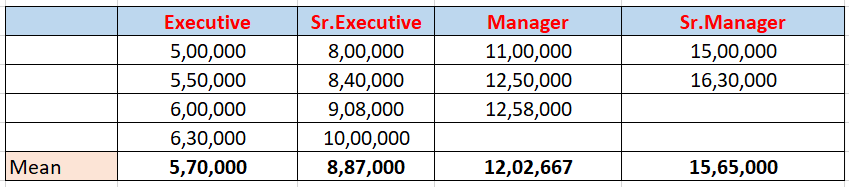 Executive Sr.Executive Manager Sr.Manager
5,00,000 8,00,000 11,00,000 15,00,000
5,50,000 8,40,000 12,50,000 16,30,000
6,00,000 9,08,000 12,58,000
6,30,000 10,00,000
Mean 5,70,000 8,87,000 12,02,667 15,65,000